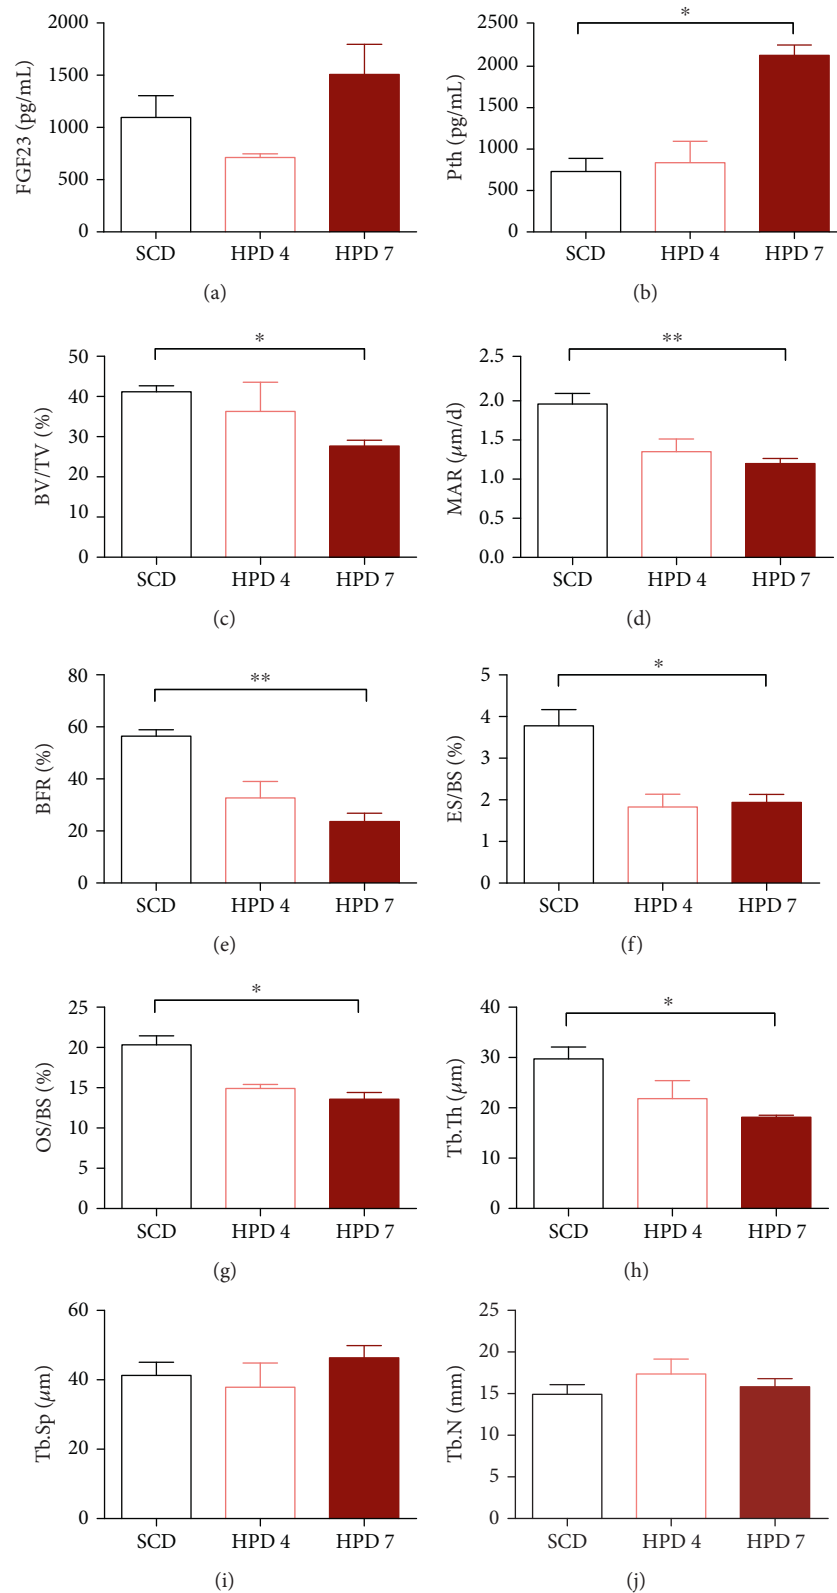 2000
1500
1000
500
0
FGF23 (pg/mL)
SCD HPD 4 HPD 7
(a)
*
2500
2000
1500
1000
500
0
Pth (pg/mL)
SCD HPD 4 HPD 7
(b)
*
50
40
30
20
10
0
BV/TV (%)
SCD HPD 4 HPD 7
(c)
**
2.5
2.0
1.5
1.0
0.5
0.0
MAR (μm/d)
SCD HPD 4 HPD 7
(d)
**
80
60
40
20
0
BFR (%)
SCD HPD 4 HPD 7
(e)
*
5
4
3
2
1
0
ES/BS (%)
SCD HPD 4 HPD 7
(f)
*
25
20
15
10
5
0
OS/BS (%)
SCD HPD 4 HPD 7
(g)
*
40
30
20
10
0
Tb.Th (μm)
SCD HPD 4 HPD 7
(h)
60
40
20
0
Tb.Sp (μm)
SCD HPD 4 HPD 7
(i)
25
20
15
10
5
0
Tb.N (mm)
SCD HPD 4 HPD 7
(j)